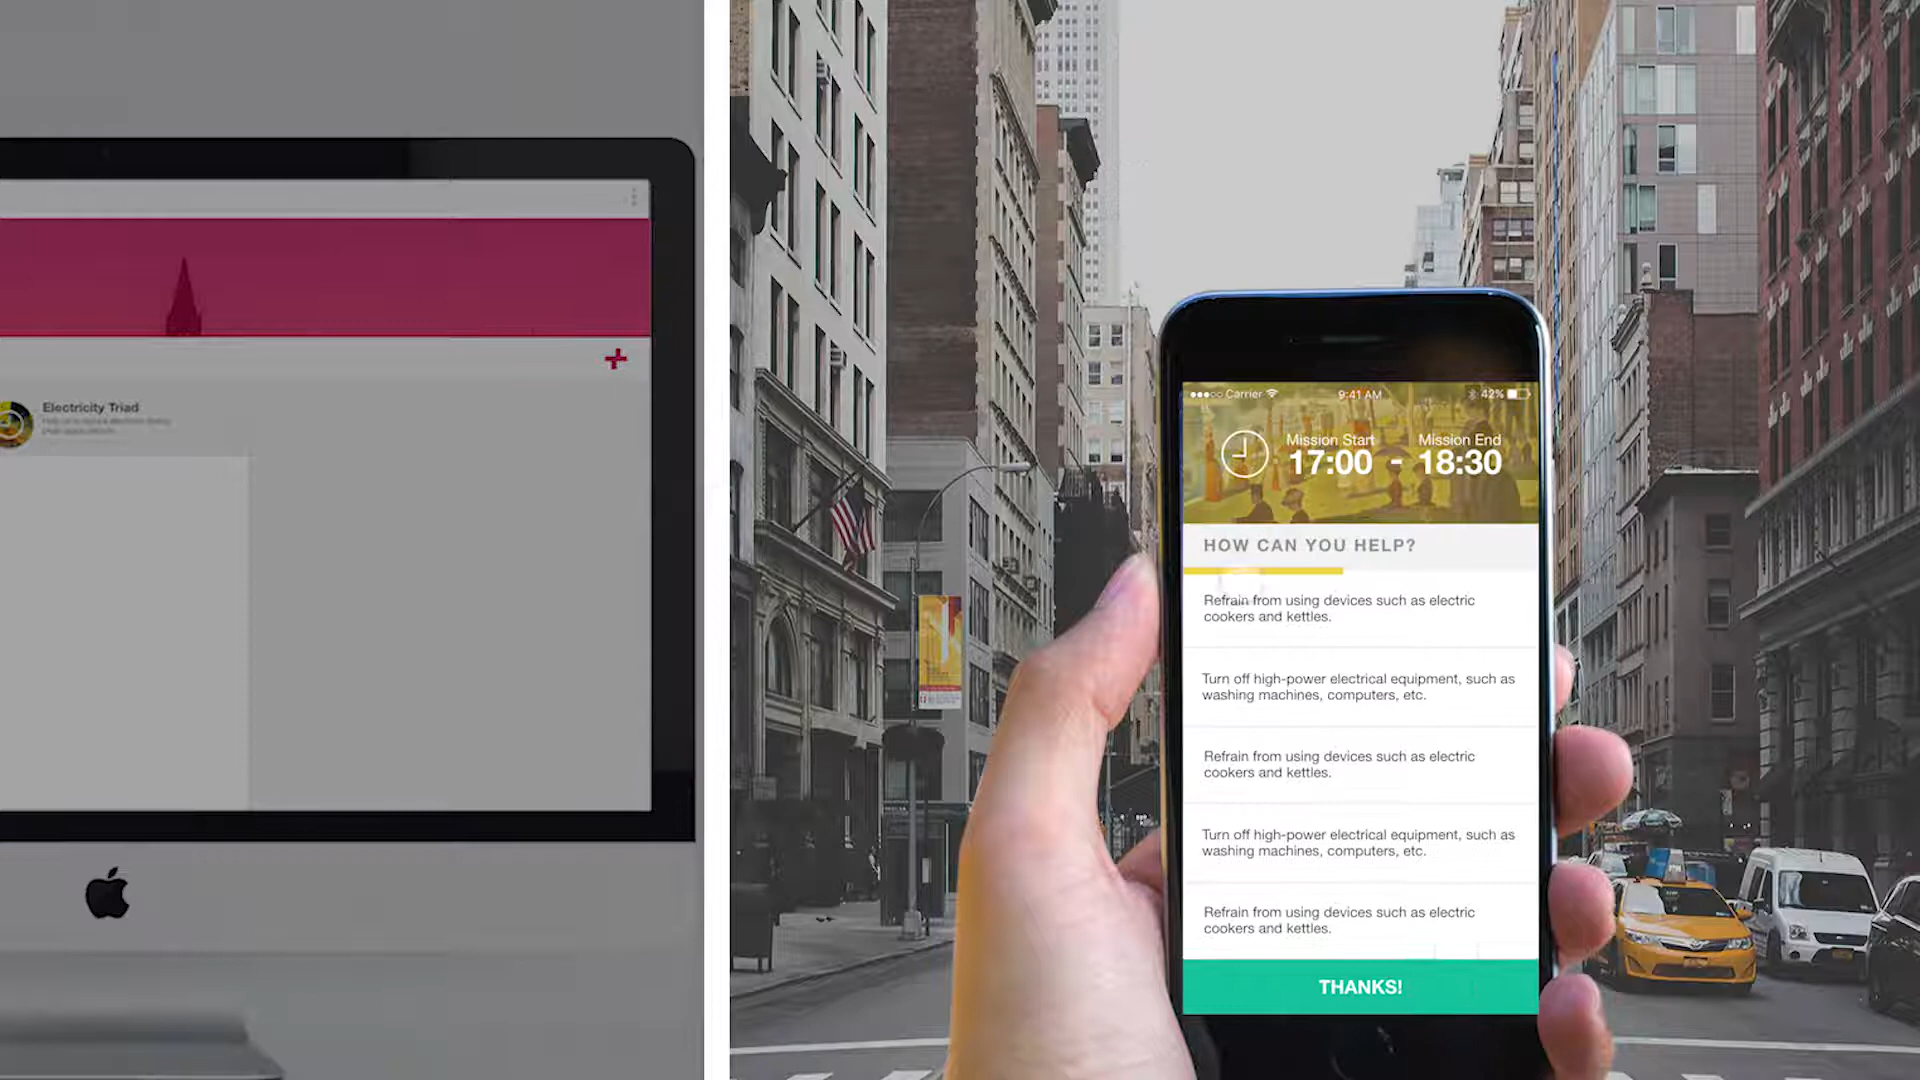 Electricity Triad
Carrier 9:41 AM 42%
Mission Start Mission End
17:00 - 18:30
HOW CAN YOU HELP?
Refrain from using devices such as electric
cookers and kettles.
Turn off high-power electrical equipment, such as
washing machines, computers, etc.
Refrain from using devices such as electric
cookers and kettles.
Turn off high-power electrical equipment, such as
washing machines, computers, etc.
Refrain from using devices such as electric
cookers and kettles.
THANKS!